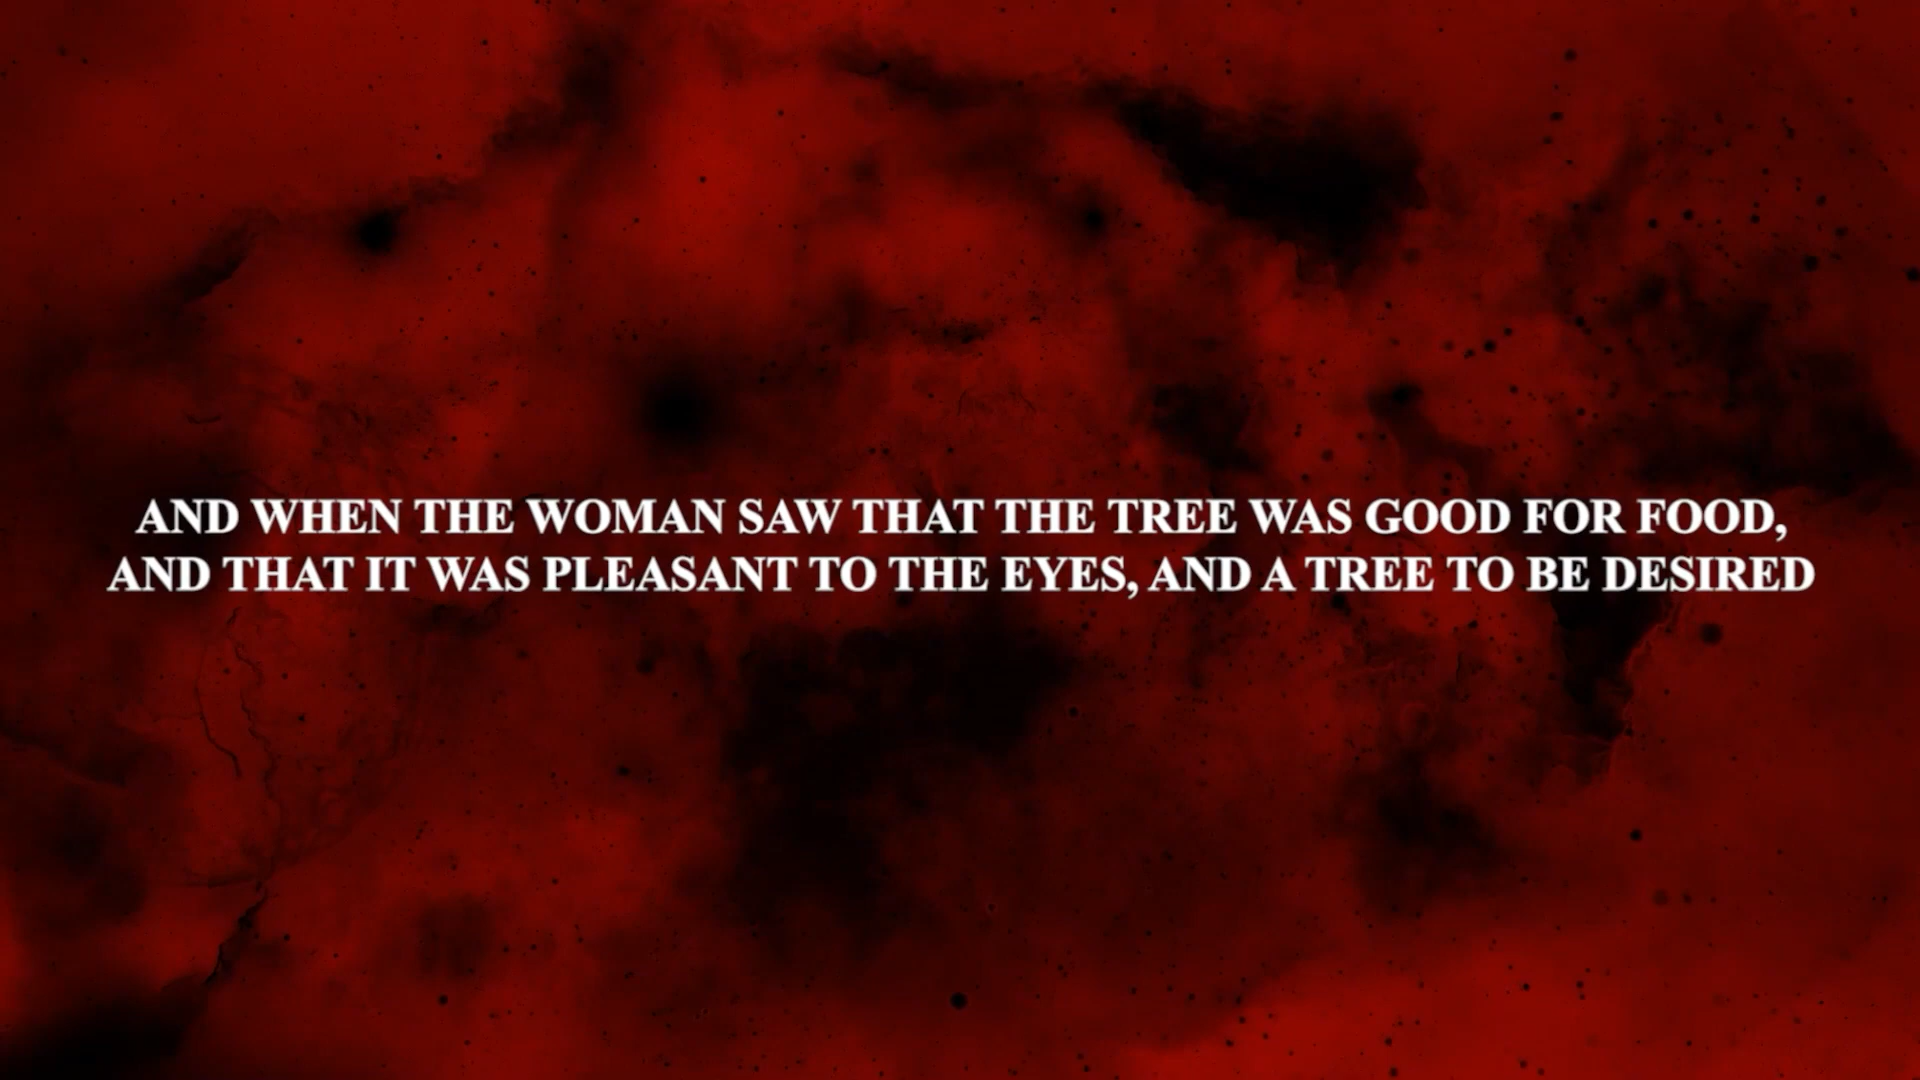 AND WHEN THE WOMAN SAW THAT THE TREE WAS GOOD FOR FOOD,
AND THAT IT WAS PLEASANT TO THE EYES, AND A TREE TO BE DESIRED